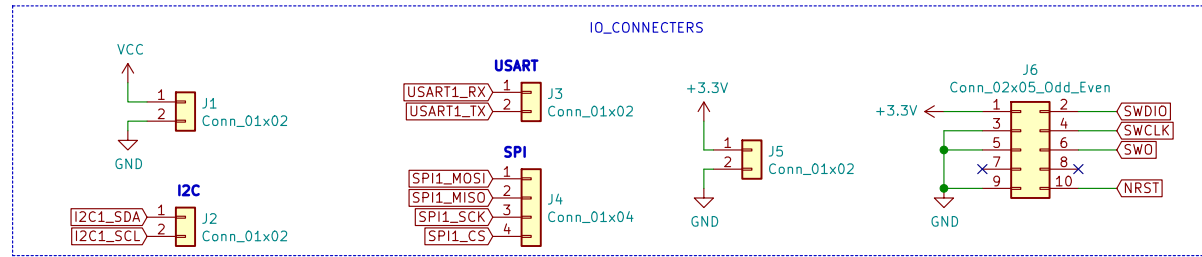 IO_CONNECTERS
VCC
1
2
J1
Conn_01x02
GND
I2C
I2C1_SDA
I2C1_SCL
1
2
J2
Conn_01x02
USART
USART1_RX
USART1_TX
1
2
J3
Conn_01x02
SPI
SPI1_MOSI
SPI1_MISO
SPI1_SCK
SPI1_CS
1
2
3
4
J4
Conn_01x04
+3.3V
1
2
J5
Conn_01x02
GND
J6
Conn_02x05_Odd_Even
+3.3V
1
3
5
7
9
2
4
6
8
10
SWDIO
SWCLK
SWO
NRST
GND